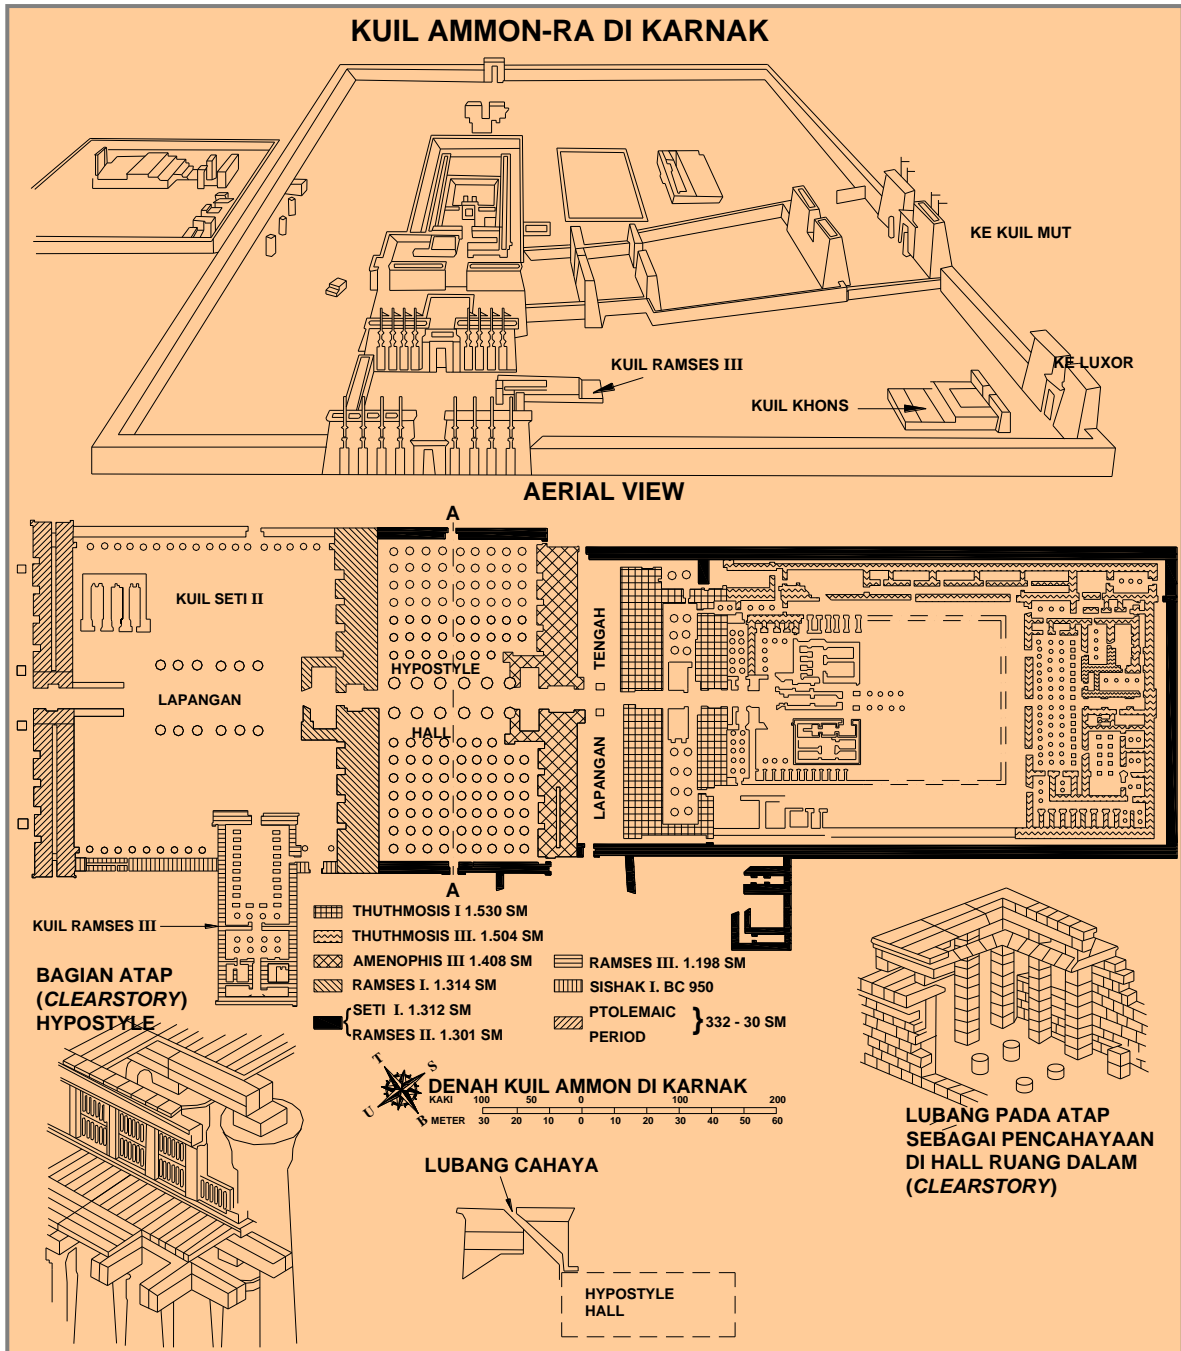 KUIL AMMON-RA DI KARNAK
KE KUIL MUT
KUIL RAMSES III
KE LUXOR
KUIL KHONS
AERIAL VIEW
A
KUIL SETI II
HYPOSTYLE
LAPANGAN
HALL
LAPANGAN TENGAH
A
KUIL RAMSES III
THUTHMOSIS I 1.530 SM
THUTHMOSIS III. 1.504 SM
AMENOPHIS III 1.408 SM
RAMSES I. 1.314 SM
SETI I. 1.312 SM
RAMSES II. 1.301 SM
RAMSES III. 1.198 SM
SISHAK I. BC 950
PTOLEMAIC
PERIOD
332 - 30 SM
BAGIAN ATAP
(CLEARSTORY)
HYPOSTYLE
T S
U B
DENAH KUIL AMMON DI KARNAK
KAKI 100 50 0 100 200
METER 30 20 10 0 10 20 30 40 50 60
LUBANG CAHAYA
HYPOSTYLE
HALL
LUBANG PADA ATAP
SEBAGAI PENCAHAYAAN
DI HALL RUANG DALAM
(CLEARSTORY)